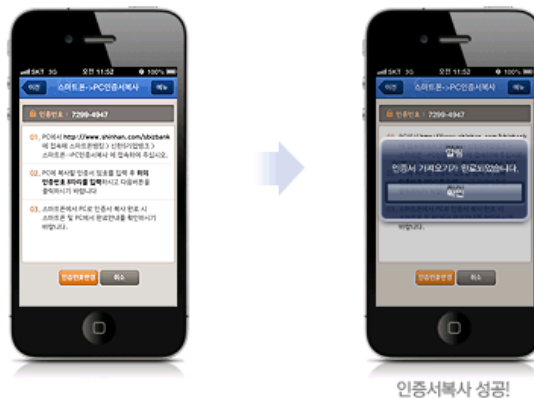 SKT 3G 오전 11:52 100%
이전 스마트폰->PC인증서복사 메뉴
인증번호 : 7299-4947
01. PC에서 http://www.shinhan.com/sbizbank
에 접속해 스마트폰뱅킹 > 신한S기업뱅크 >
스마트폰->PC인증서복사 에 접속하여 주십시오.
02. PC에 복사할 인증서 암호를 입력 후 위의
인증번호 8자리를 입력하시고 다음버튼을
클릭하시기 바랍니다
03. 스마트폰에서 PC로 인증서 복사 완료 시
스마트폰 및 PC에서 완료안내를 확인하시기
바랍니다.
인증번호변경 취소
SKT 3G 오전 11:52 100%
이전 스마트폰->PC인증서복사 메뉴
인증번호 : 7299-4947
알림
인증서 가져오기가 완료되었습니다.
확인
바랍니다.
인증번호변경 취소
인증서복사 성공!